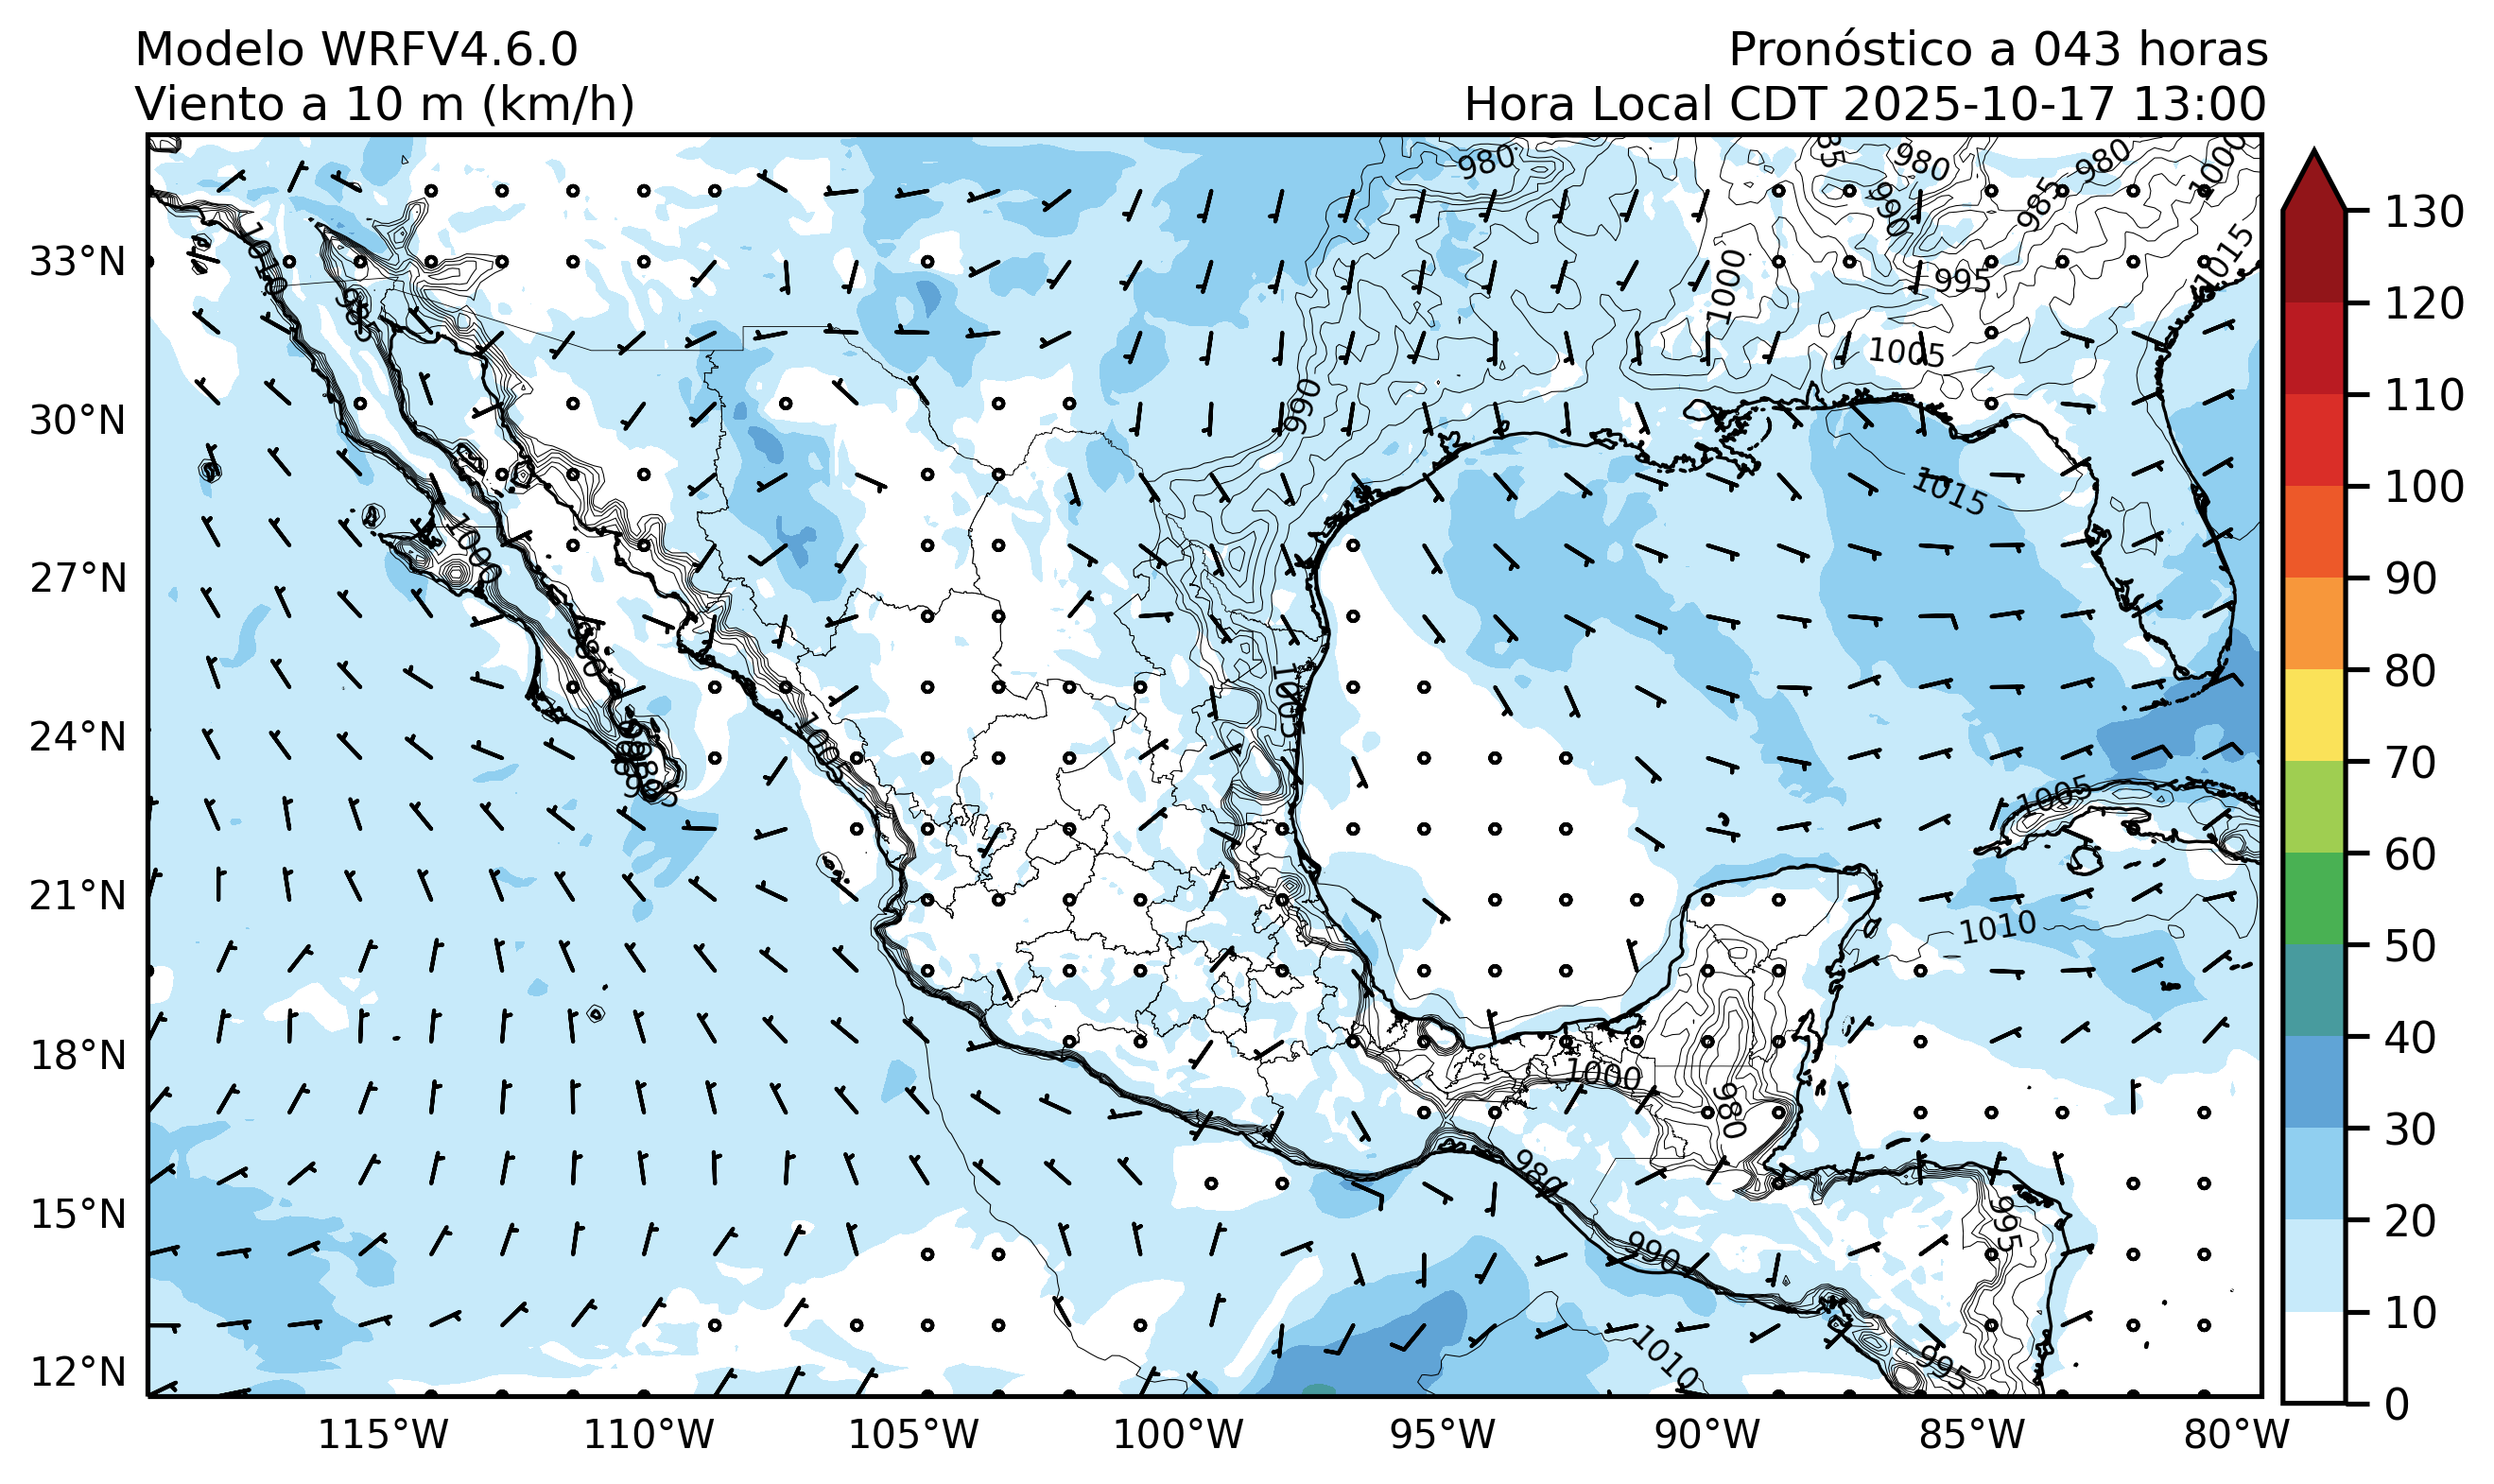 Modelo WRFV4.6.0
Viento a 10 m (km/h)
Pronóstico a 043 horas
Hora Local CDT 2025-10-17 13:00
33°N
30°N
27°N
24°N
21°N
18°N
15°N
12°N
115°W
110°W
105°W
100°W
95°W
90°W
85°W
80°W
130
120
110
100
90
80
70
60
50
40
30
20
10
0
980
980
980
1000
990
985
1015
995
1000
1005
1010
990
1015
1000
1005
1005
1010
1000
980
980
990
995
1010
995